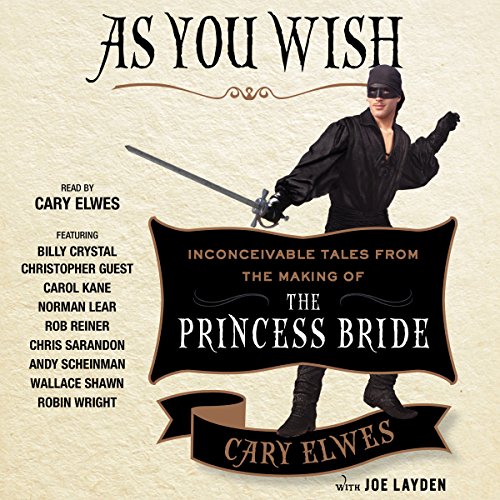 AS YOU WISH
READ BY
CARY ELWES
FEATURING
BILLY CRYSTAL
CHRISTOPHER GUEST
CAROL KANE
NORMAN LEAR
ROB REINER
CHRIS SARANDON
ANDY SCHEINMAN
WALLACE SHAWN
ROBIN WRIGHT
INCONCEIVABLE TALES FROM
THE MAKING OF
THE
PRINCESS BRIDE
CARY ELWES
WITH JOE LAYDEN